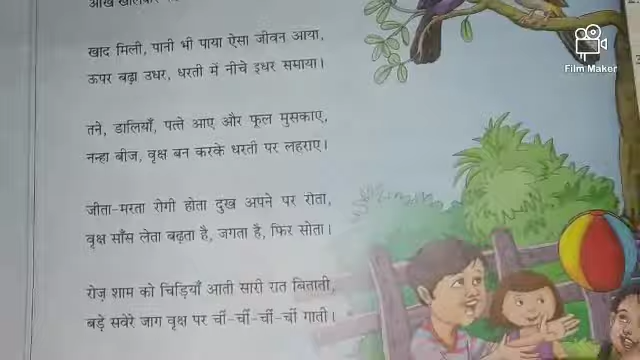 खाद मिली, पानी भी पाया ऐसा जीवन आया,
ऊपर बढ़ा उधर, धरती में नीचे इधर समाया।
तने, डालियाँ, पत्ते आए और फूल मुसकाए,
नन्हा बीज, वृक्ष बन करके धरती पर लहराए।
जीता-मरता रोगी होता दुख अपने पर रोता,
वृक्ष साँस लेता बढ़ता है, जगता है, फिर सोता।
रोज़ शाम को चिड़ियाँ आती सारी रात बिताती,
बड़े सवेरे जाग वृक्ष पर चीं-चीं-चीं-चीं गाती।
Film Maker